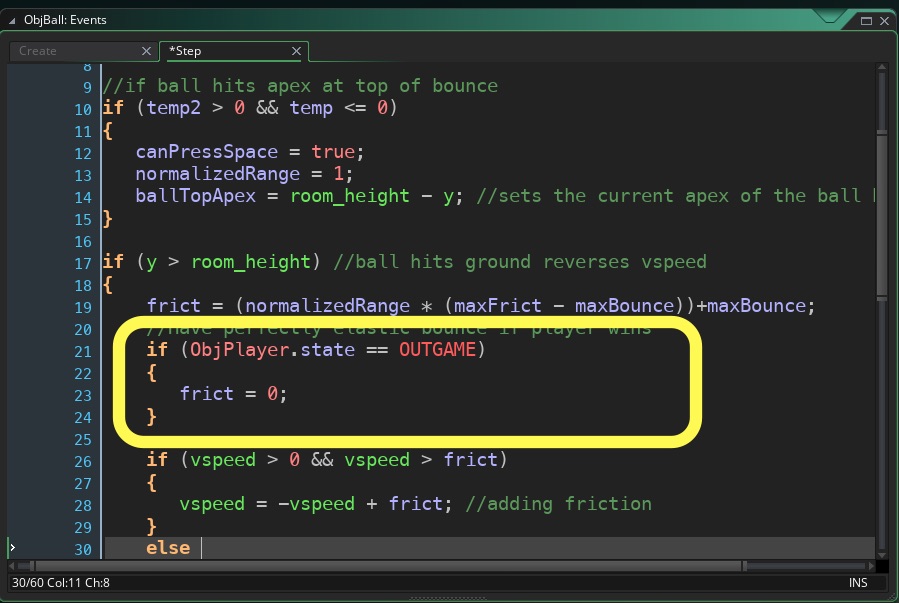 ObjBall: Events
Create
*Step
8
9 //if ball hits apex at top of bounce
10 if (temp2 > 0 && temp <= 0)
11 {
12 canPressSpace = true;
13 normalizedRange = 1;
14 ballTopApex = room_height - y; //sets the current apex of the ball
15 }
16
17 if (y > room_height) //ball hits ground reverses vspeed
18 {
19 frict = (normalizedRange * (maxFrict - maxBounce))+maxBounce;
20 //have perfectly elastic bounce if player wins
21 if (ObjPlayer.state == OUTGAME)
22 {
23 frict = 0;
24 }
25
26 if (vspeed > 0 && vspeed > frict)
27 {
28 vspeed = -vspeed + frict; //adding friction
29 }
30 else
30/60 Col:11 Ch:8
INS